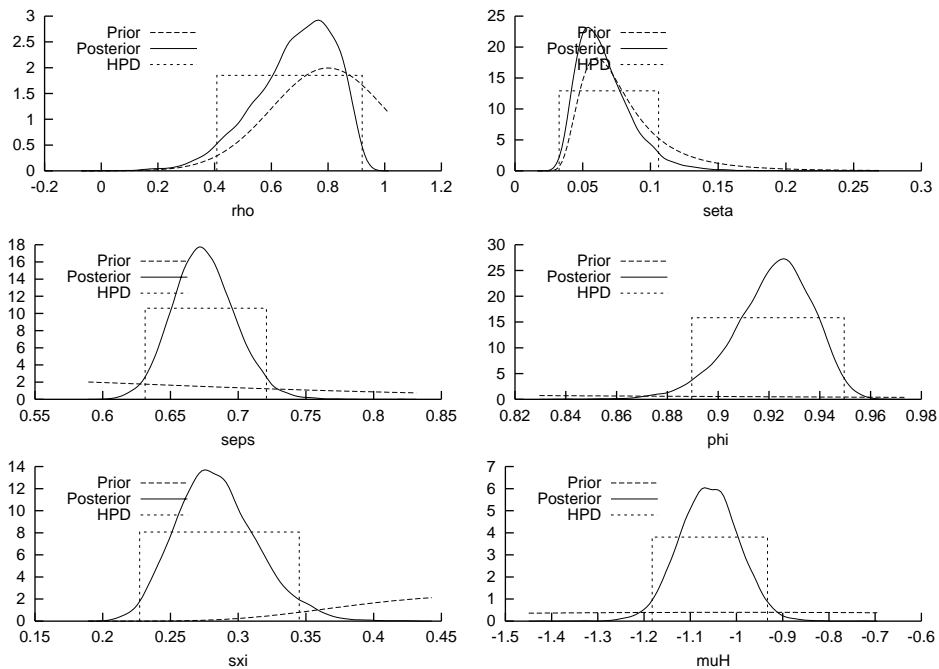 3
2.5
2
1.5
1
0.5
0
Prior
Posterior
HPD
-0.2 0 0.2 0.4 0.6 0.8 1 1.2
rho
25
20
15
10
5
0
Prior
Posterior
HPD
0 0.05 0.1 0.15 0.2 0.25 0.3
seta
18
16
14
12
10
8
6
4
2
0
Prior
Posterior
HPD
0.55 0.6 0.65 0.7 0.75 0.8 0.85
seps
30
25
20
15
10
5
0
Prior
Posterior
HPD
0.82 0.84 0.86 0.88 0.9 0.92 0.94 0.96 0.98
phi
14
12
10
8
6
4
2
0
Prior
Posterior
HPD
0.15 0.2 0.25 0.3 0.35 0.4 0.45
sxi
7
6
5
4
3
2
1
0
Prior
Posterior
HPD
-1.5 -1.4 -1.3 -1.2 -1.1 -1 -0.9 -0.8 -0.7 -0.6
muH